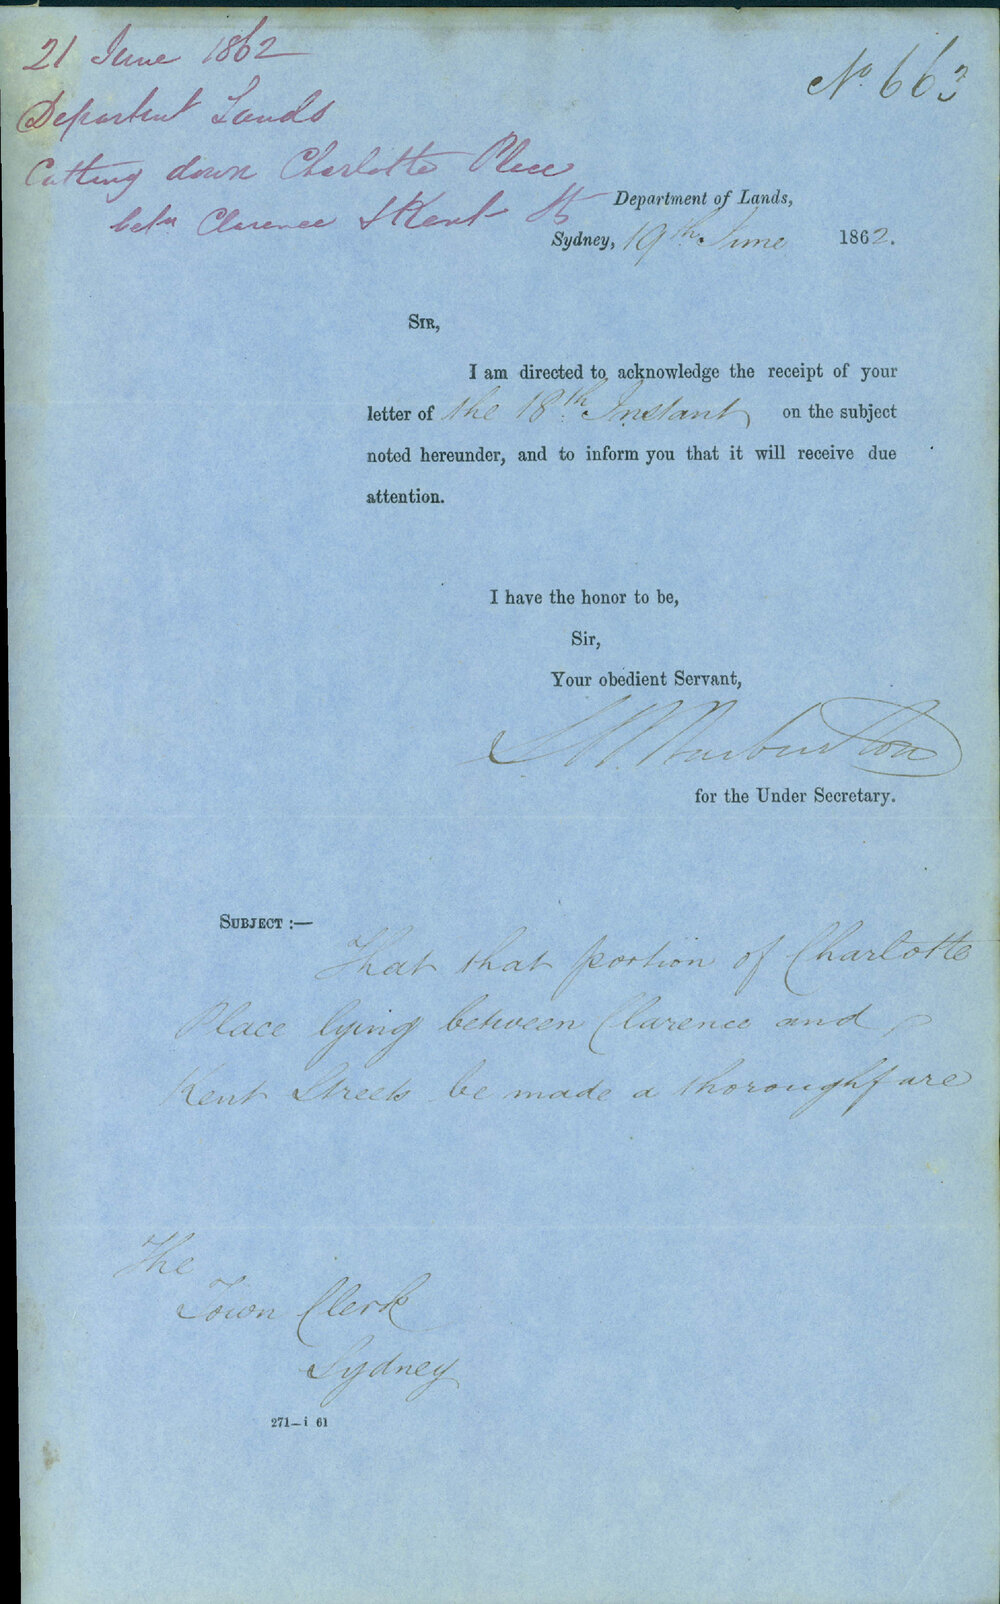 21 June 1862
Department Lands
Cutting down Charlotte Place
betn Clarence & Kent Sts
No. 663
Department of Lands,
Sydney, 19th June 1862.
SIR,
I am directed to acknowledge the receipt of your
letter of the 18th Instant on the subject
noted hereunder, and to inform you that it will receive due
attention.
I have the honor to be,
Sir,
Your obedient Servant,
Warburton
for the Under Secretary.
SUBJECT :—
That that portion of Charlotte
Place lying between Clarence and
Kent Streets be made a thoroughfare
The
Town Clerk
Sydney
271—i 61